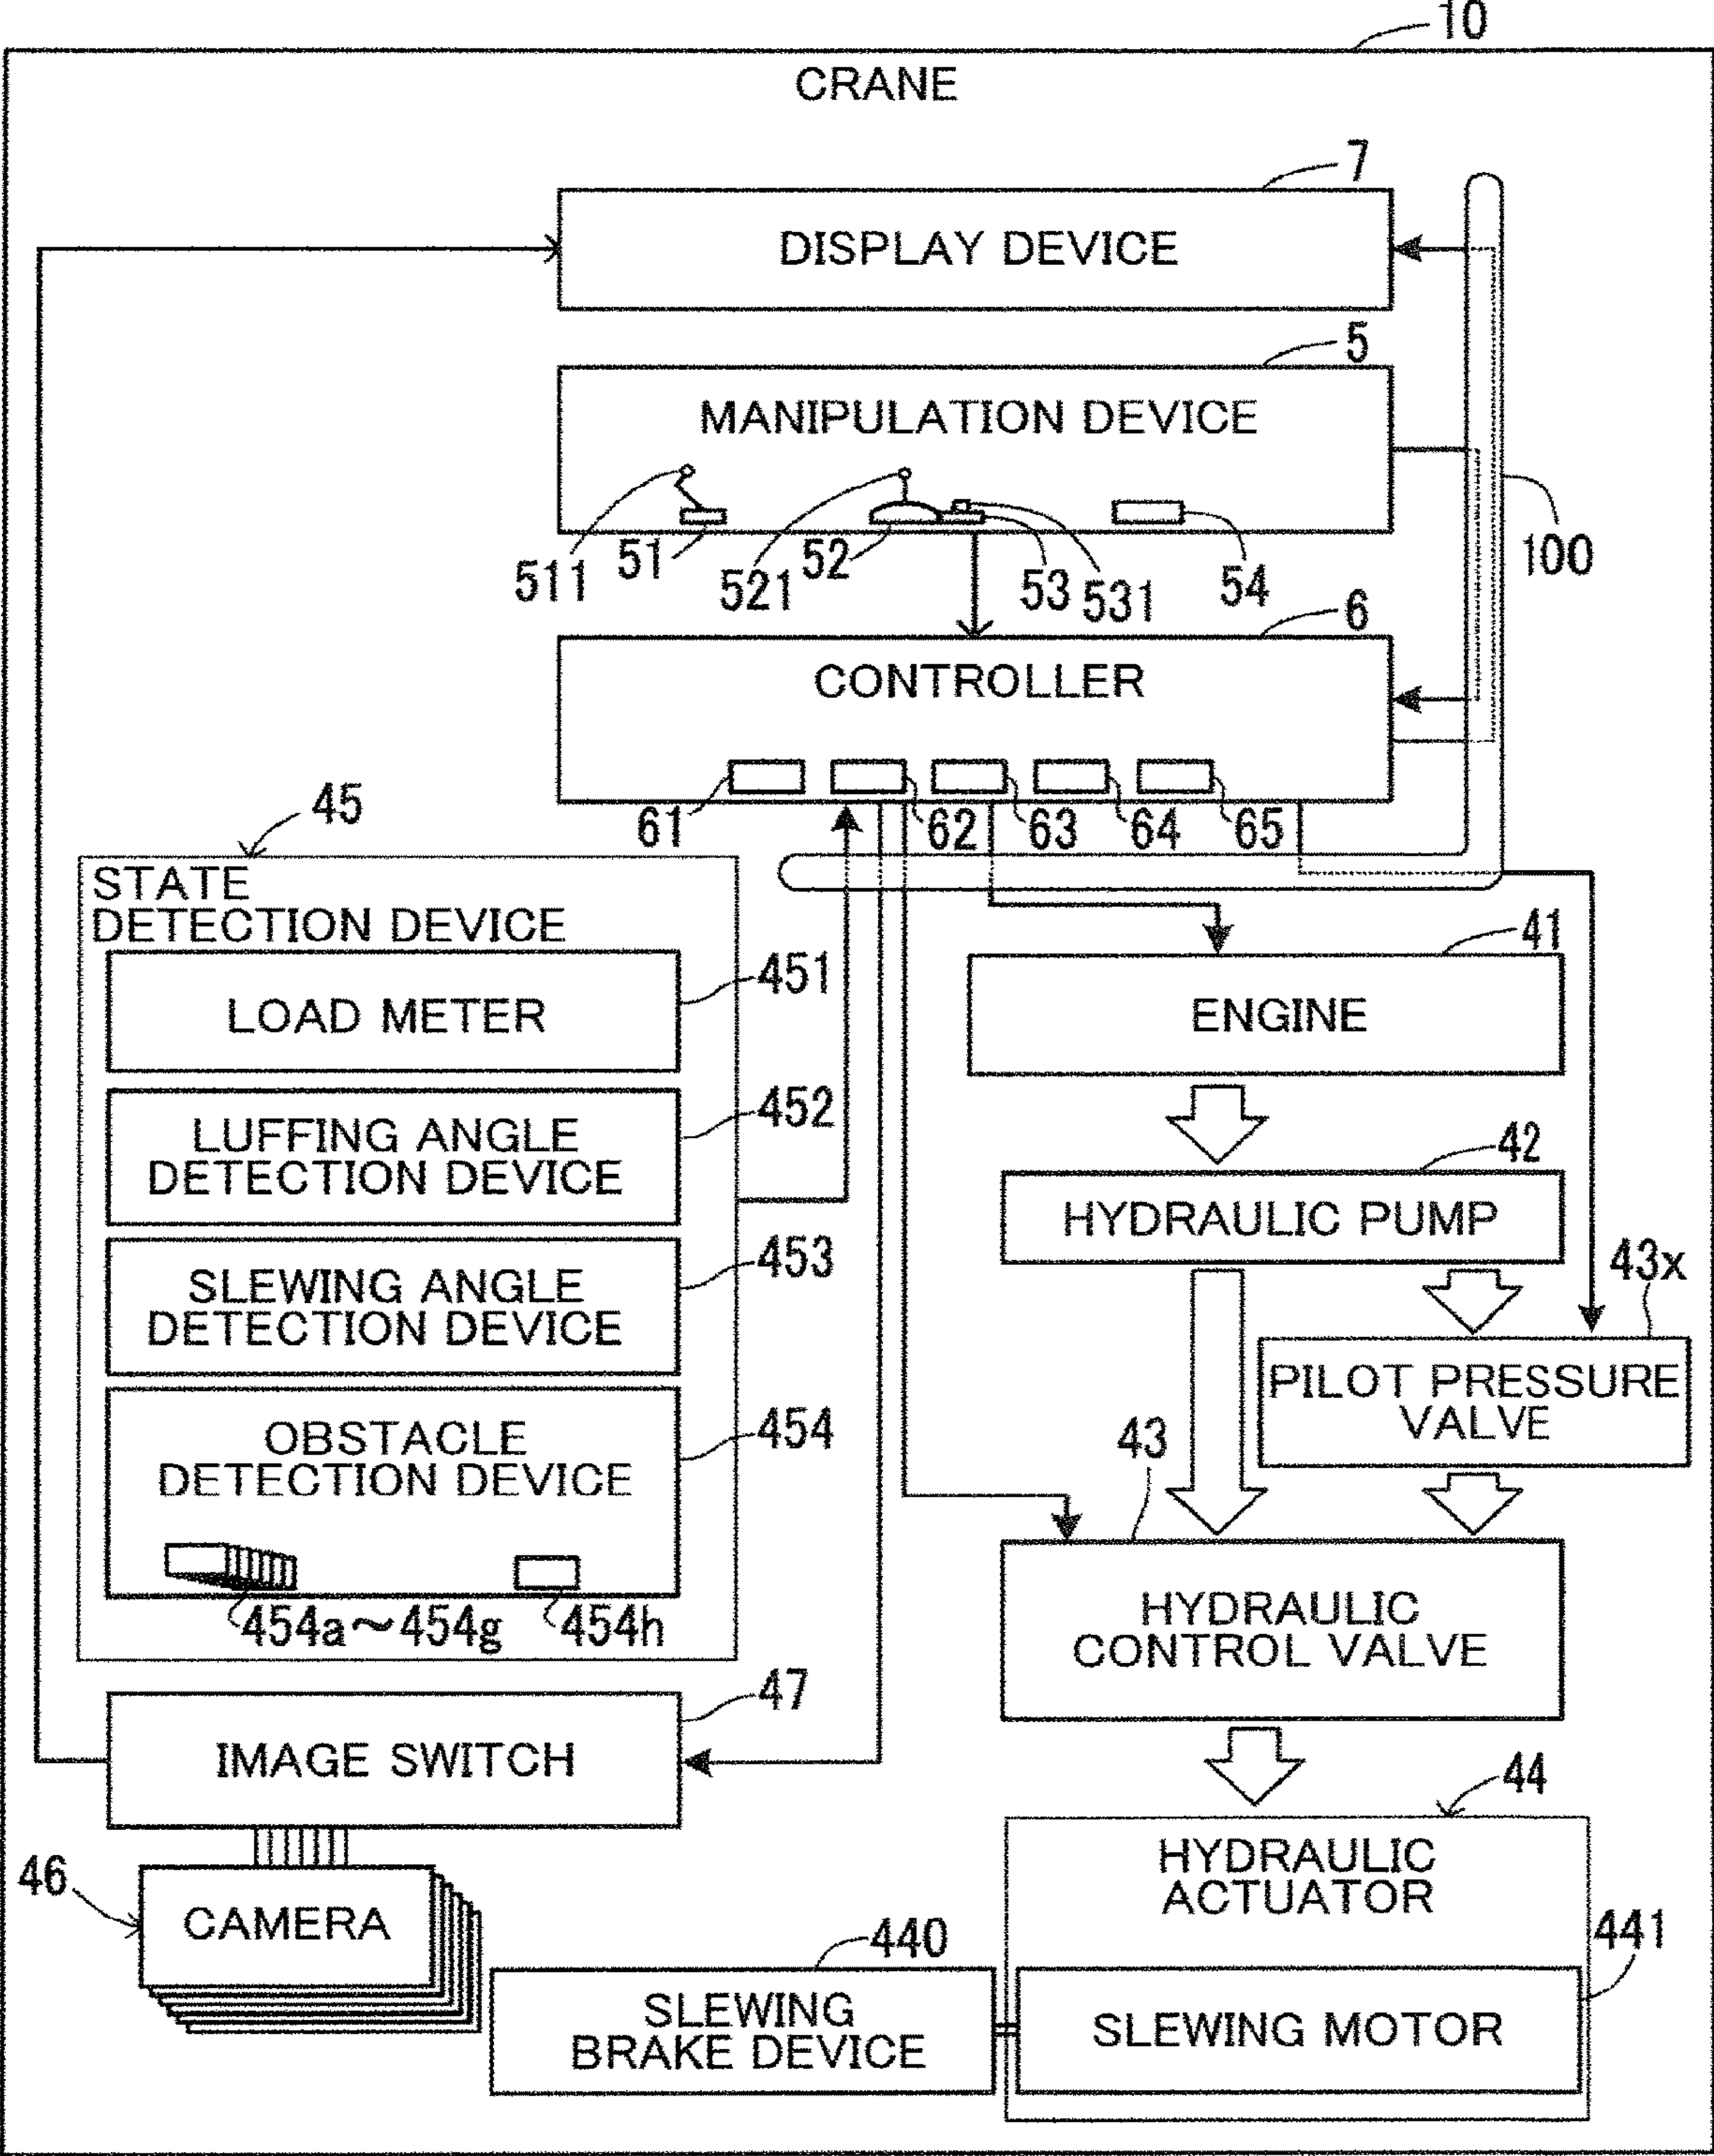 10
CRANE
7
DISPLAY DEVICE
5
MANIPULATION DEVICE
511
51
521
52
53
531
54
100
6
CONTROLLER
61
62
63
64
65
45
STATE
DETECTION DEVICE
451
LOAD METER
452
LUFFING ANGLE
DETECTION DEVICE
453
SLEWING ANGLE
DETECTION DEVICE
454
OBSTACLE
DETECTION DEVICE
454a～454g
454h
41
ENGINE
42
HYDRAULIC PUMP
43x
PILOT PRESSURE
VALVE
43
HYDRAULIC
CONTROL VALVE
47
IMAGE SWITCH
46
CAMERA
44
HYDRAULIC
ACTUATOR
440
SLEWING
BRAKE DEVICE
441
SLEWING MOTOR